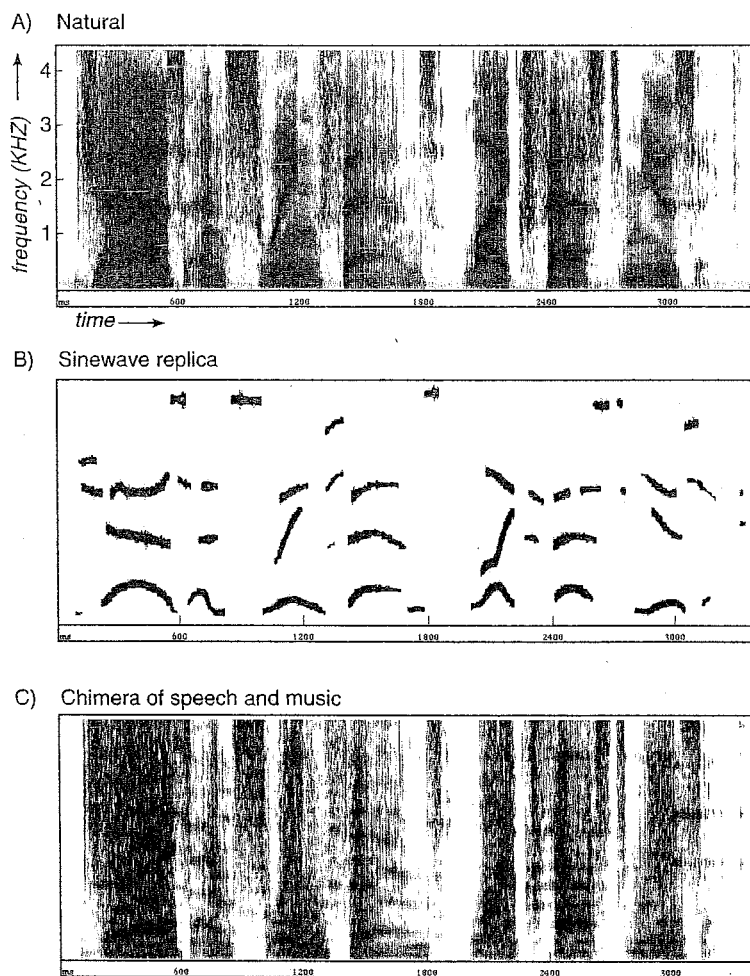 A) Natural
frequency (KHZ)
4
3
2
1
ms 600 1200 1800 2400 3000
time
B) Sinewave replica
ms 600 1200 1800 2400 3000
C) Chimera of speech and music
ms 600 1200 1800 2400 3000